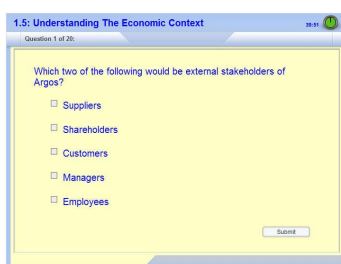 1.5: Understanding The Economic Context
20:51
Question 1 of 20:
Which two of the following would be external stakeholders of
Argos?
Suppliers
Shareholders
Customers
Managers
Employees
Submit